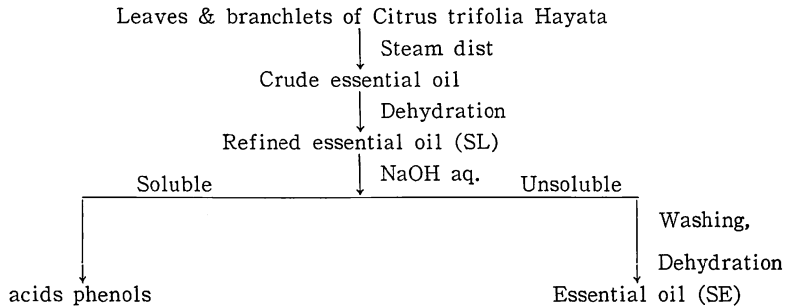 Leaves & branchlets of Citrus trifolia Hayata
Steam dist
Crude essential oil
Dehydration
Refined essential oil (SL)
NaOH aq.
Soluble
Unsoluble
Washing,
Dehydration
acids phenols
Essential oil (SE)